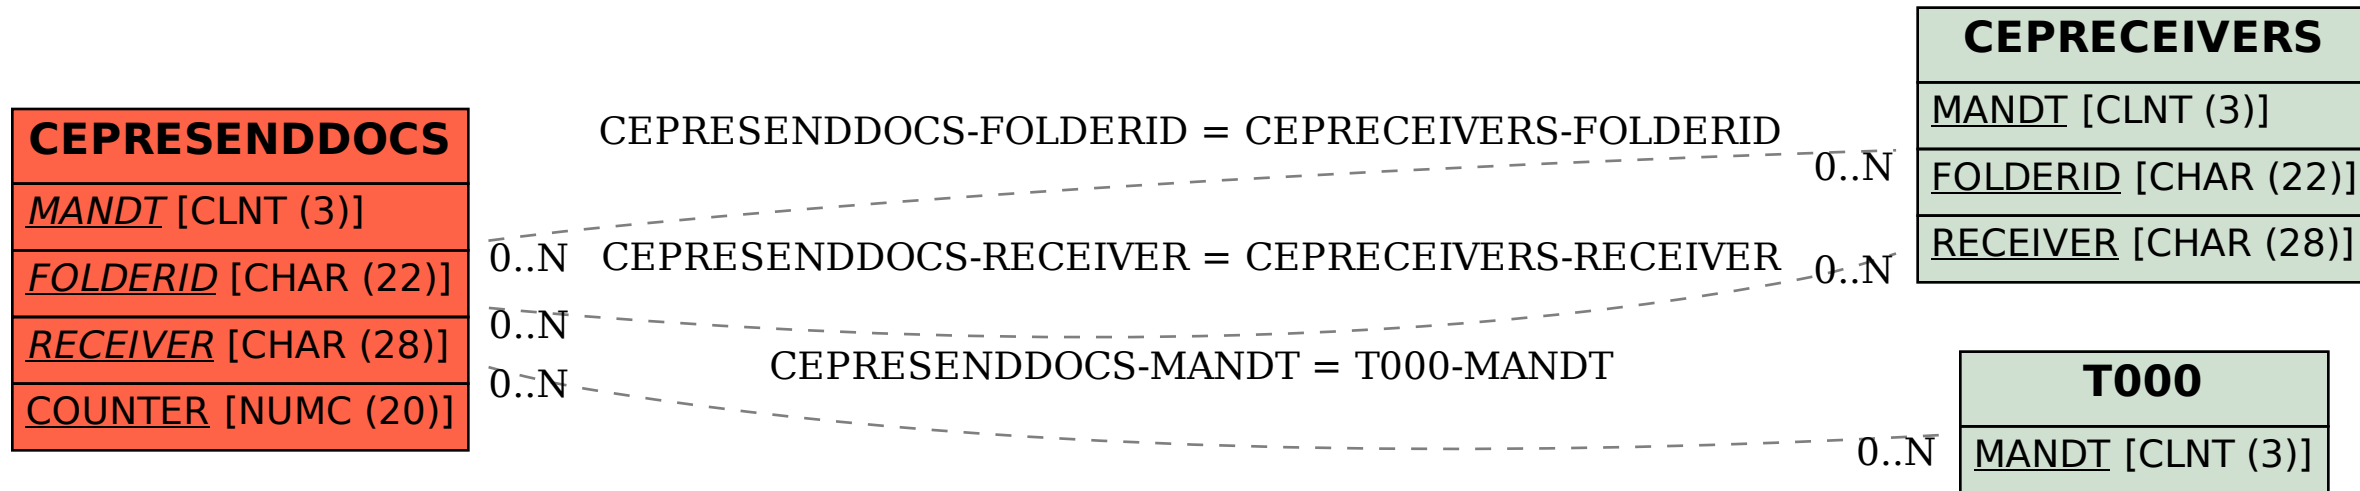 CEPRESENDDOCS
MANDT [CLNT (3)]
FOLDERID [CHAR (22)]
RECEIVER [CHAR (28)]
COUNTER [NUMC (20)]
CEPRESENDDOCS-FOLDERID = CEPRECEIVERS-FOLDERID
0..N
0..N
CEPRESENDDOCS-RECEIVER = CEPRECEIVERS-RECEIVER
0..N
0..N
CEPRESENDDOCS-MANDT = T000-MANDT
0..N
0..N
CEPRECEIVERS
MANDT [CLNT (3)]
FOLDERID [CHAR (22)]
RECEIVER [CHAR (28)]
T000
MANDT [CLNT (3)]